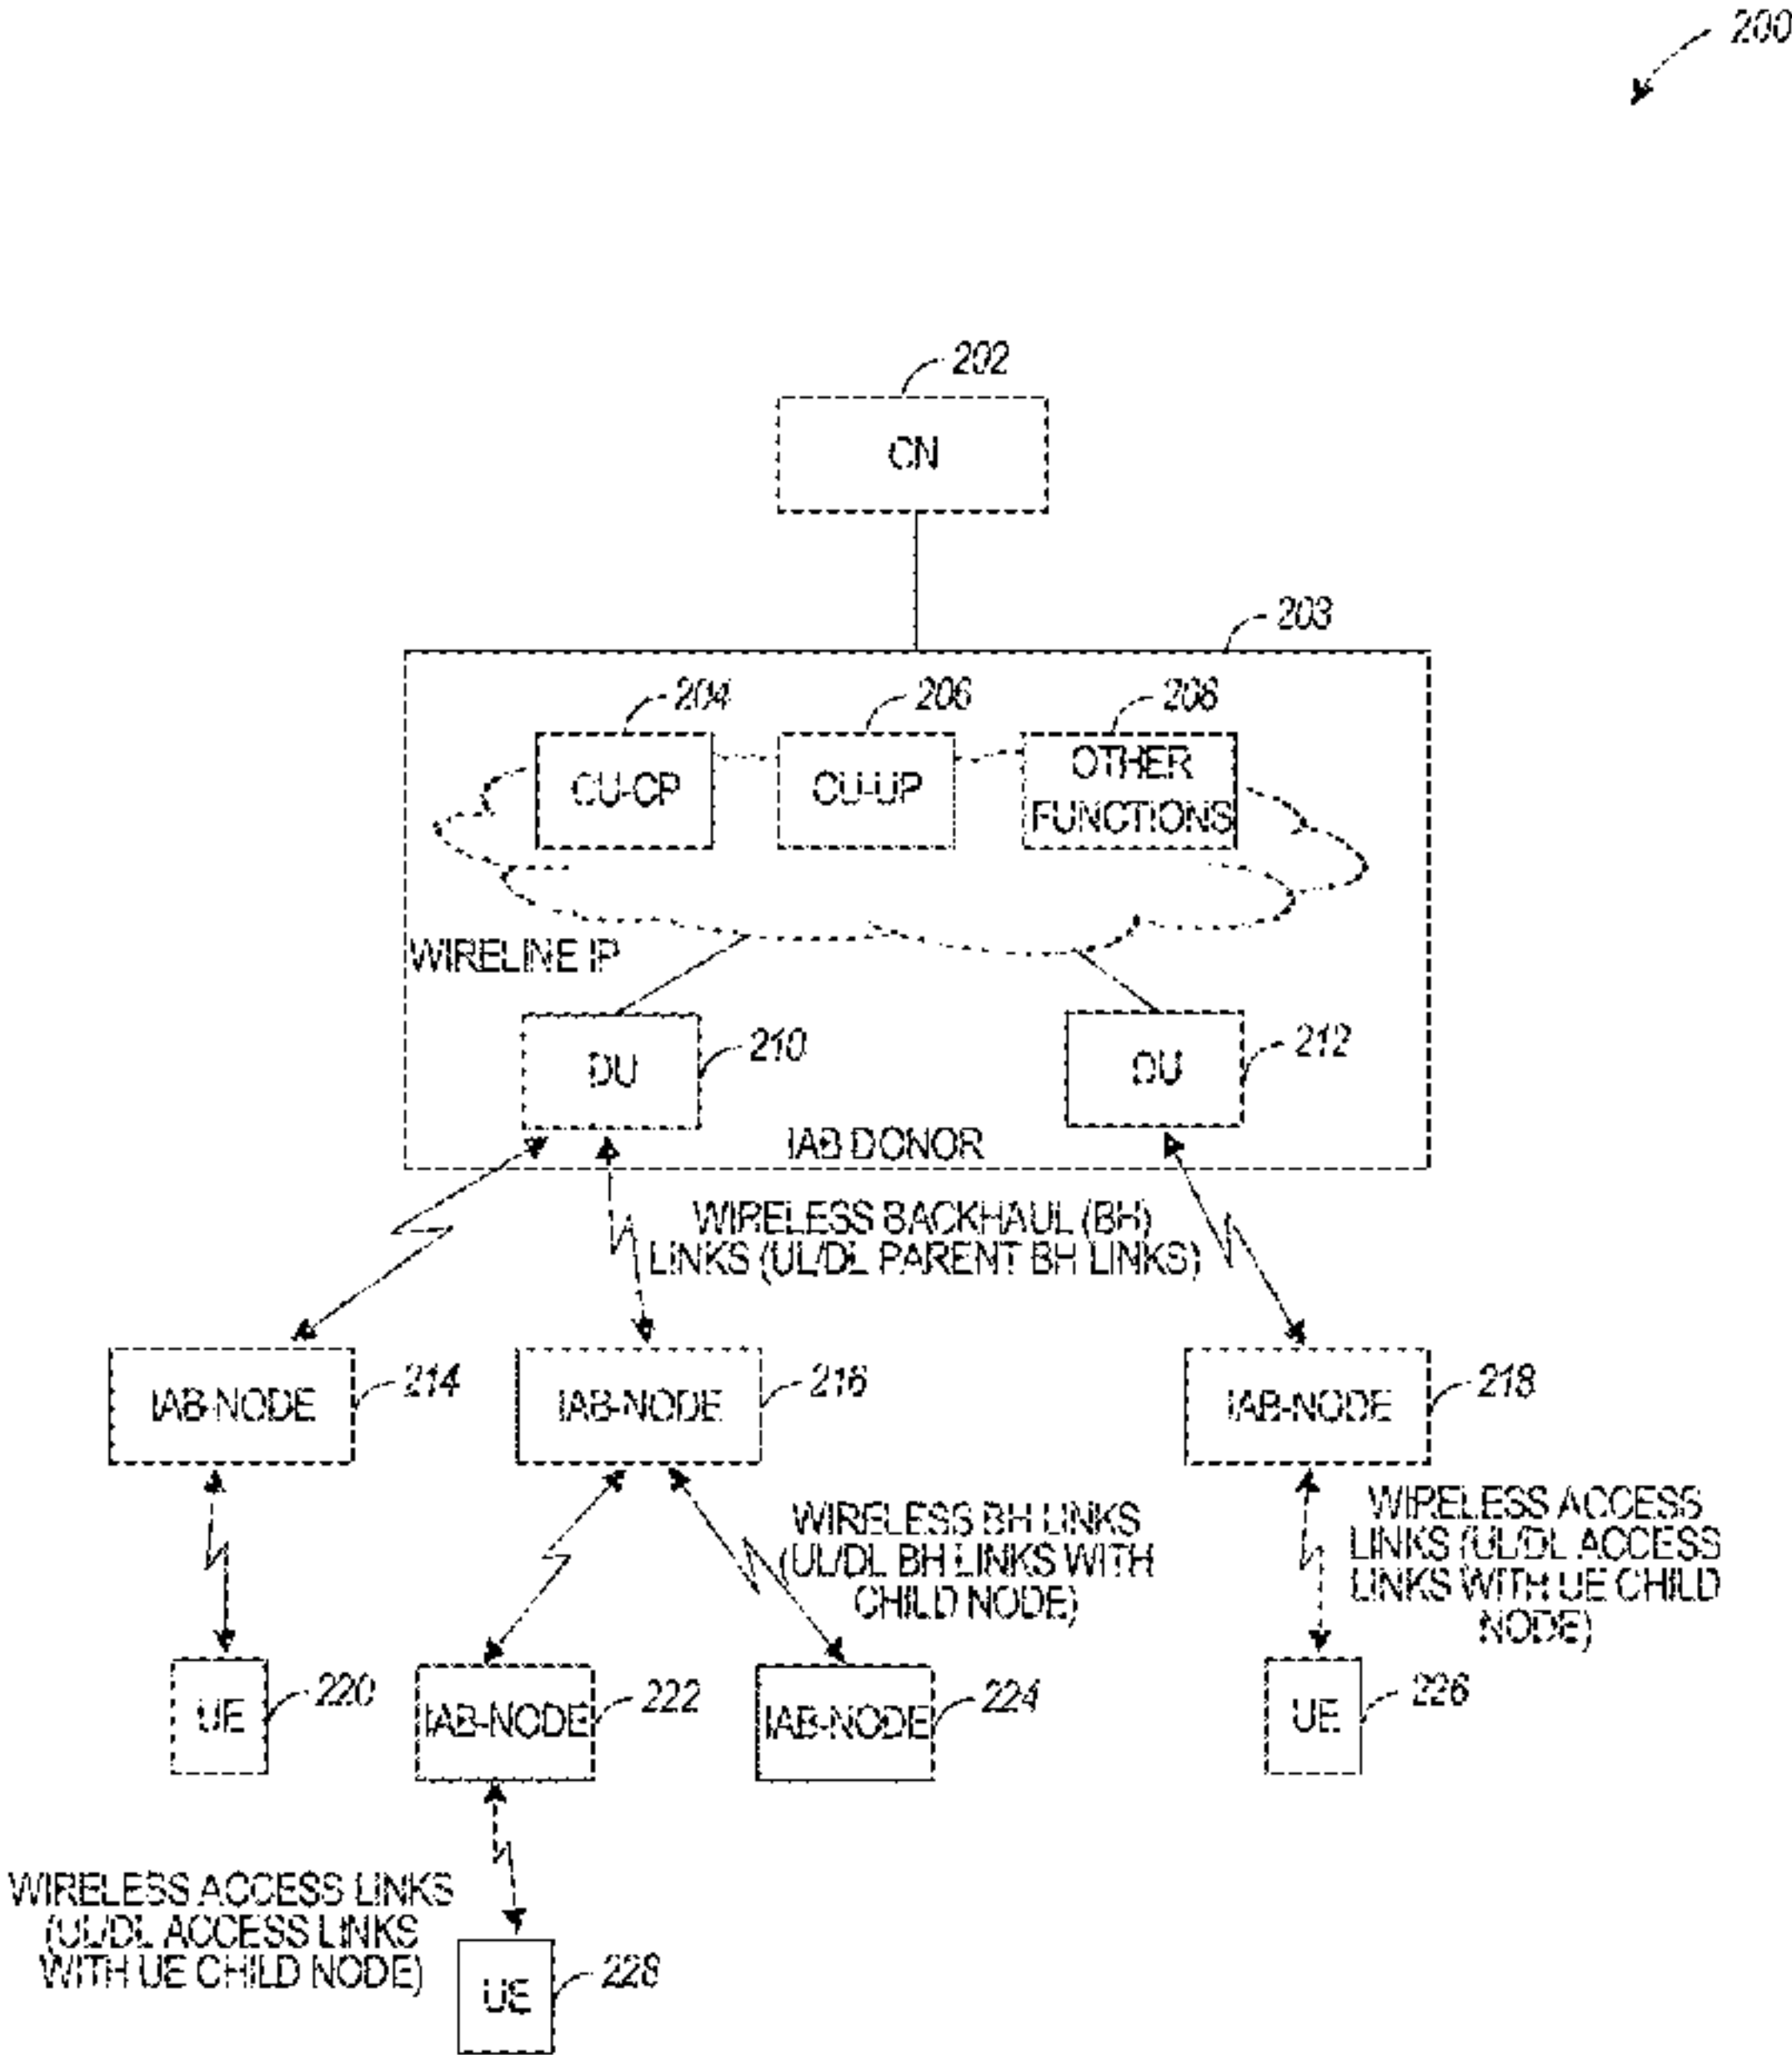 200
202
CN
203
204
206
208
CU-CP
CU-UP
OTHER
FUNCTIONS
WIRELINE IP
DU
210
DU
212
IAB DONOR
WIRELESS BACKHAUL (BH)
LINKS (UL/DL PARENT BH LINKS)
IAB-NODE
214
IAB-NODE
216
IAB-NODE
218
WIRELESS BH LINKS
(UL/DL BH LINKS WITH
CHILD NODE)
WIRELESS ACCESS
LINKS (UL/DL ACCESS
LINKS WITH UE CHILD
NODE)
UE
220
IAB-NODE
222
IAB-NODE
224
UE
226
WIRELESS ACCESS LINKS
(UL/DL ACCESS LINKS
WITH UE CHILD NODE)
UE
228